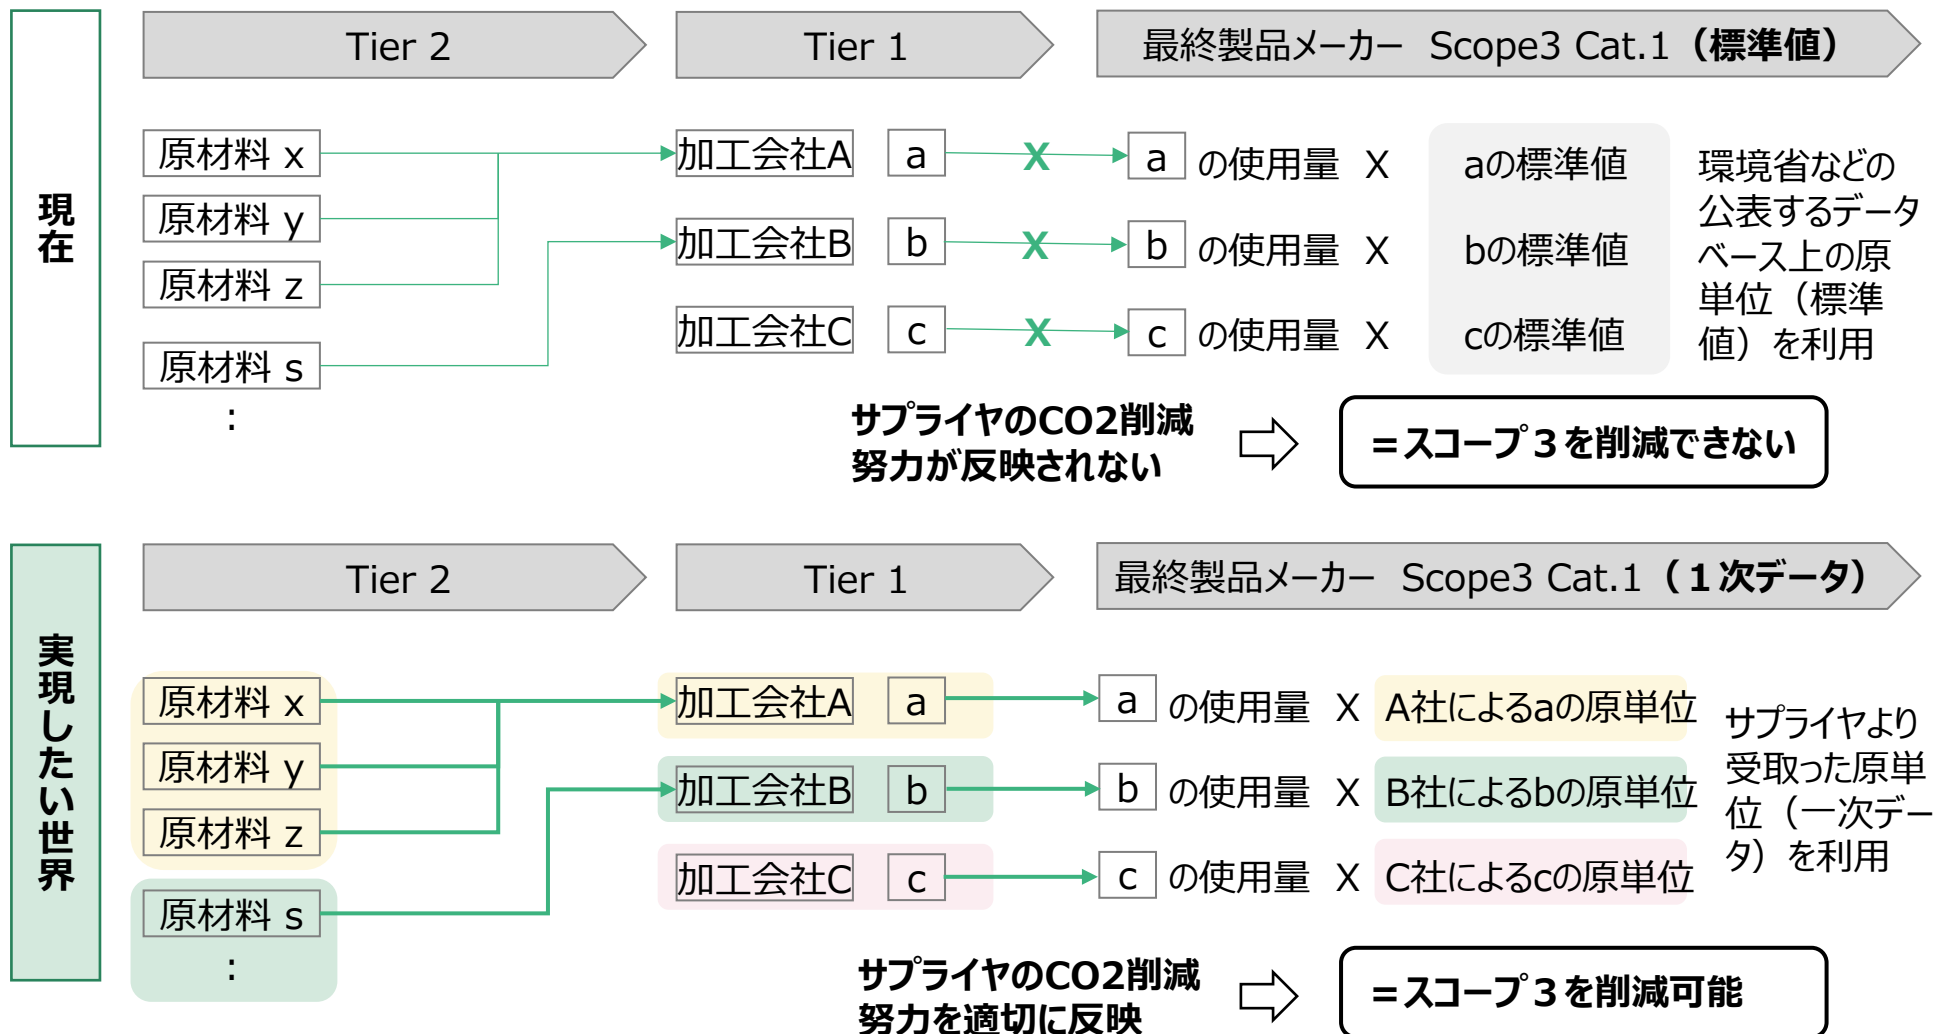 現在
Tier 2
Tier 1
最終製品メーカー Scope3 Cat.1（標準値）
原材料 x
原材料 y
原材料 z
原材料 s
：
加工会社A a X a の使用量 X aの標準値
加工会社B b X b の使用量 X bの標準値
加工会社C c X c の使用量 X cの標準値
環境省などの
公表するデータ
ベース上の原
単位（標準
値）を利用
サプライヤのCO2削減
努力が反映されない
＝スコープ３を削減できない
実現したい世界
Tier 2
Tier 1
最終製品メーカー Scope3 Cat.1（１次データ）
原材料 x
原材料 y
原材料 z
原材料 s
：
加工会社A a a の使用量 X A社によるaの原単位
加工会社B b b の使用量 X B社によるbの原単位
加工会社C c c の使用量 X C社によるcの原単位
サプライヤより
受取った原単
位（一次デー
タ）を利用
サプライヤのCO2削減
努力を適切に反映
＝スコープ３を削減可能